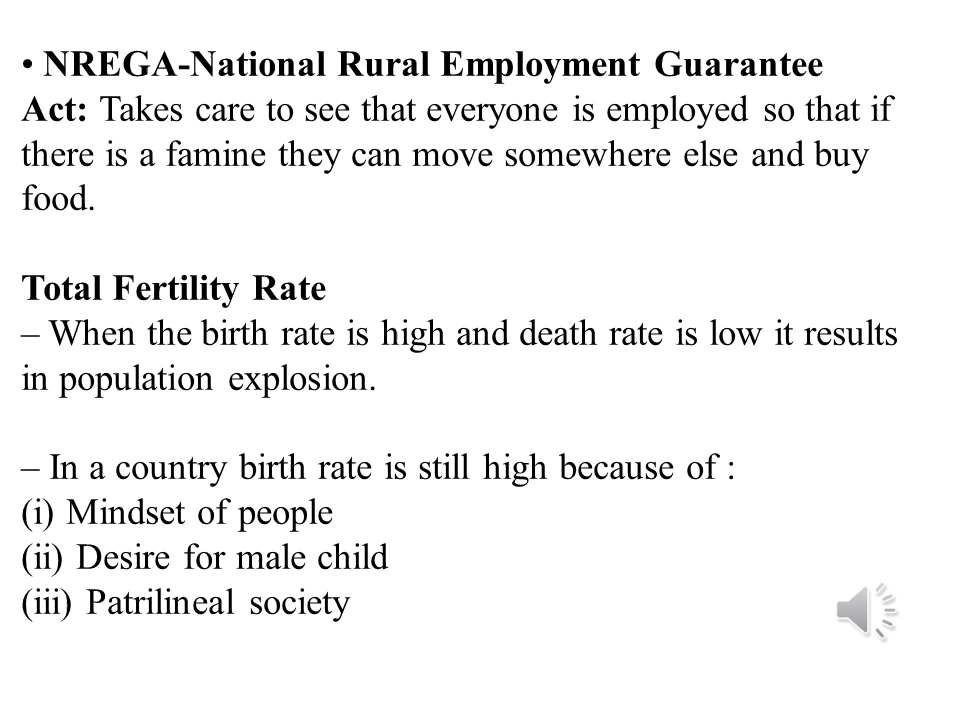 • NREGA-National Rural Employment Guarantee
Act: Takes care to see that everyone is employed so that if
there is a famine they can move somewhere else and buy
food.
Total Fertility Rate
– When the birth rate is high and death rate is low it results
in population explosion.
– In a country birth rate is still high because of :
(i) Mindset of people
(ii) Desire for male child
(iii) Patrilineal society